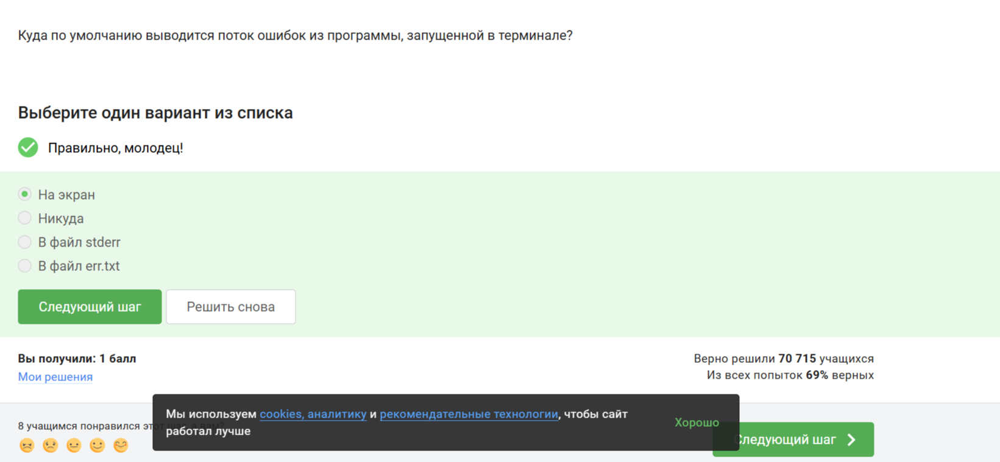 Куда по умолчанию выводится поток ошибок из программы, запущенной в терминале?
Выберите один вариант из списка
Правильно, молодец!
На экран
Никуда
В файл stderr
В файл err.txt
Следующий шаг
Решить снова
Вы получили: 1 балл
Мои решения
Верно решили 70 715 учащихся
Из всех попыток 69% верных
8 учащимся понравился этот шаг, а вам?
Мы используем cookies, аналитику и рекомендательные технологии, чтобы сайт
работал лучше
Хорошо
Следующий шаг